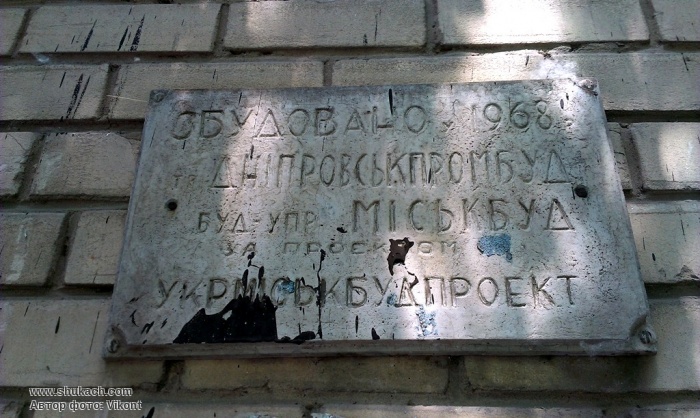 ЗБУДОВАНО У 1968
ДНІПРОВСЬКПРОМБУД
БУД-УПР МІСЬКБУД
ЗА ПРОЕКТОМ
УКРМІСЬКБУДПРОЕКТ
www.shukach.com
Автор фото: Vikont